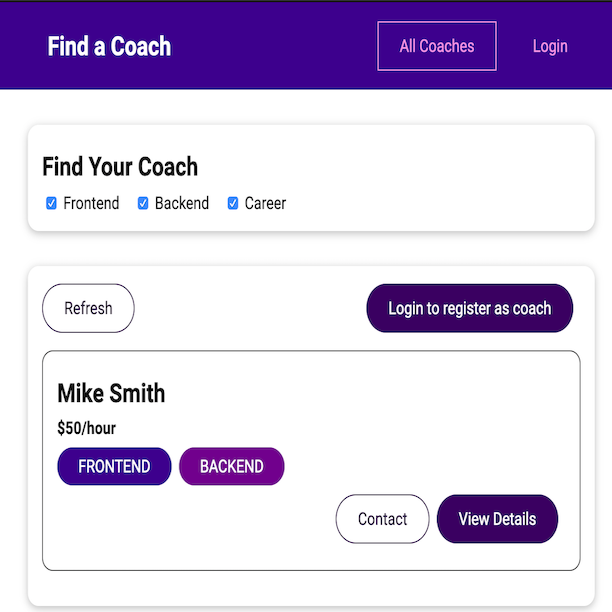 Find a Coach
All Coaches
Login
Find Your Coach
Frontend Backend Career
Refresh
Login to register as coach
Mike Smith
$50/hour
FRONTEND BACKEND
Contact
View Details